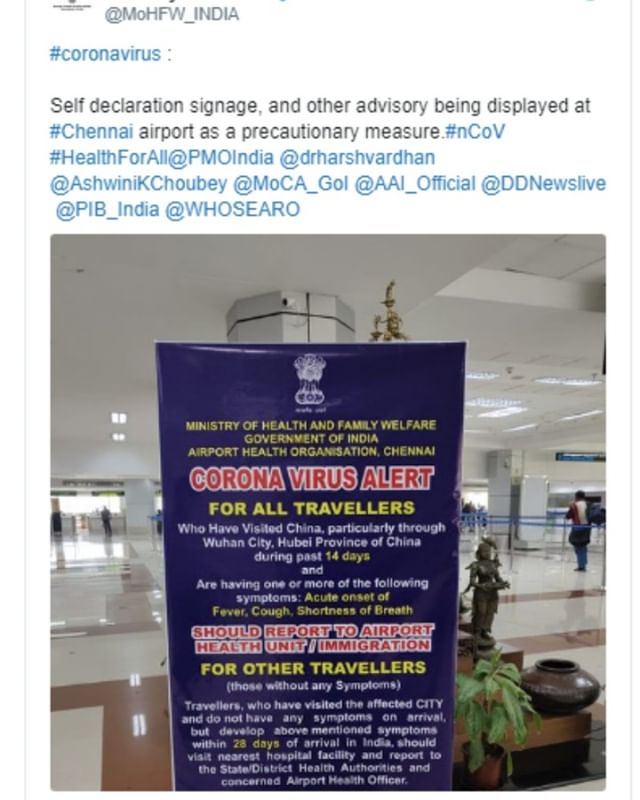 @MoHFW_INDIA
#coronavirus :
Self declaration signage, and other advisory being displayed at
#Chennai airport as a precautionary measure.#nCoV
#HealthForAll@PMOIndia @drharshvardhan
@AshwiniKChoubey @MoCA_GoI @AAI_Official @DDNewslive
@PIB_India @WHOSEARO
MINISTRY OF HEALTH AND FAMILY WELFARE
GOVERNMENT OF INDIA
AIRPORT HEALTH ORGANISATION, CHENNAI
CORONA VIRUS ALERT
FOR ALL TRAVELLERS
Who Have Visited China, particularly through
Wuhan City, Hubei Province of China
during past 14 days
and
Are having one or more of the following
symptoms: Acute onset of
Fever, Cough, Shortness of Breath
SHOULD REPORT TO AIRPORT
HEALTH UNIT / IMMIGRATION
FOR OTHER TRAVELLERS
(those without any Symptoms)
Travellers, who have visited the affected CITY
and do not have any symptoms on arrival,
but develop above mentioned symptoms
within 28 days of arrival in India, should
visit nearest hospital facility and report to
the State/District Health Authorities and
concerned Airport Health Officer.